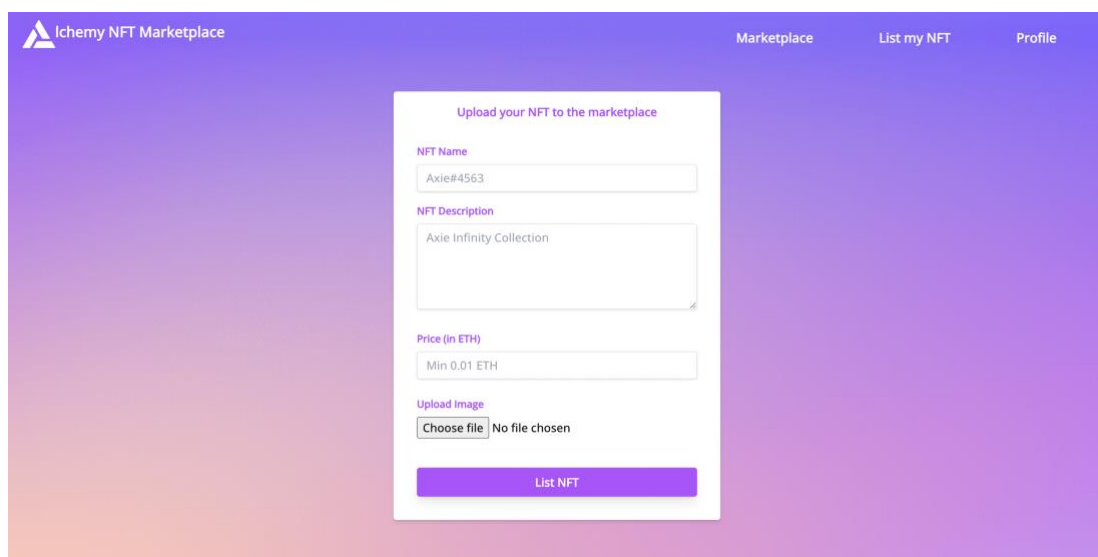 lchemy NFT Marketplace
Marketplace
List my NFT
Profile
Upload your NFT to the marketplace
NFT Name
Axie#4563
NFT Description
Axie Infinity Collection
Price (in ETH)
Min 0.01 ETH
Upload Image
Choose file No file chosen
List NFT